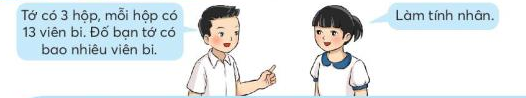 Tớ có 3 hộp, mỗi hộp có
13 viên bi. Đố bạn tớ có
bao nhiêu viên bi.
Làm tính nhân.